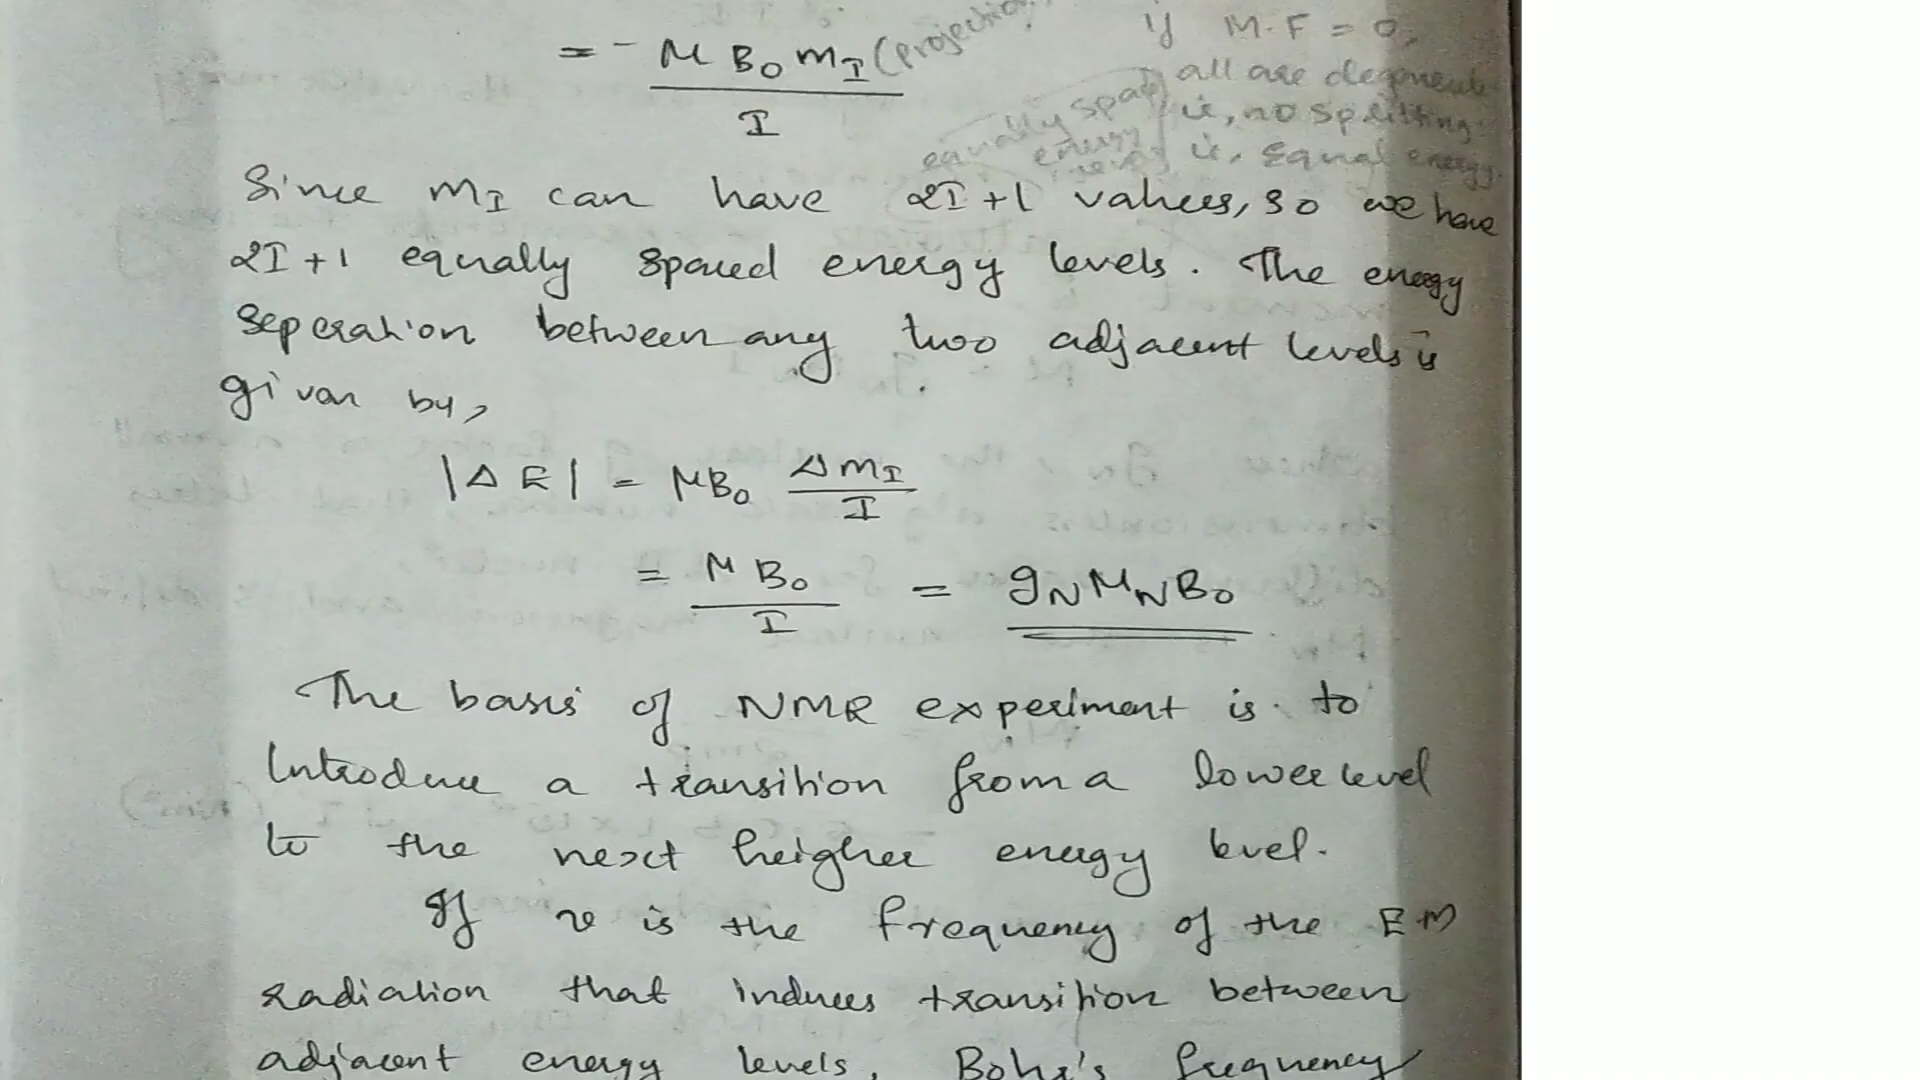 = - μ B₀ m_I (projection)
I
if M.F = 0,
all are degenerate
ie, no splitting
ie, Equal energy.
equally spaced
energy
levels
Since m_I can have 2I+1 values, so we have
2I+1 equally spaced energy levels. The energy
Seperation between any two adjacent levels is
given by,
|ΔE| = μB₀ Δm_I / I
= μB₀ / I = g_N μ_N B₀
The basis of NMR experiment is to
Introduce a transition from a lower level
to the next heigher energy level.
If ν is the frequency of the EM
radiation that induces transition between
adjacent energy levels, Bohr's frequency